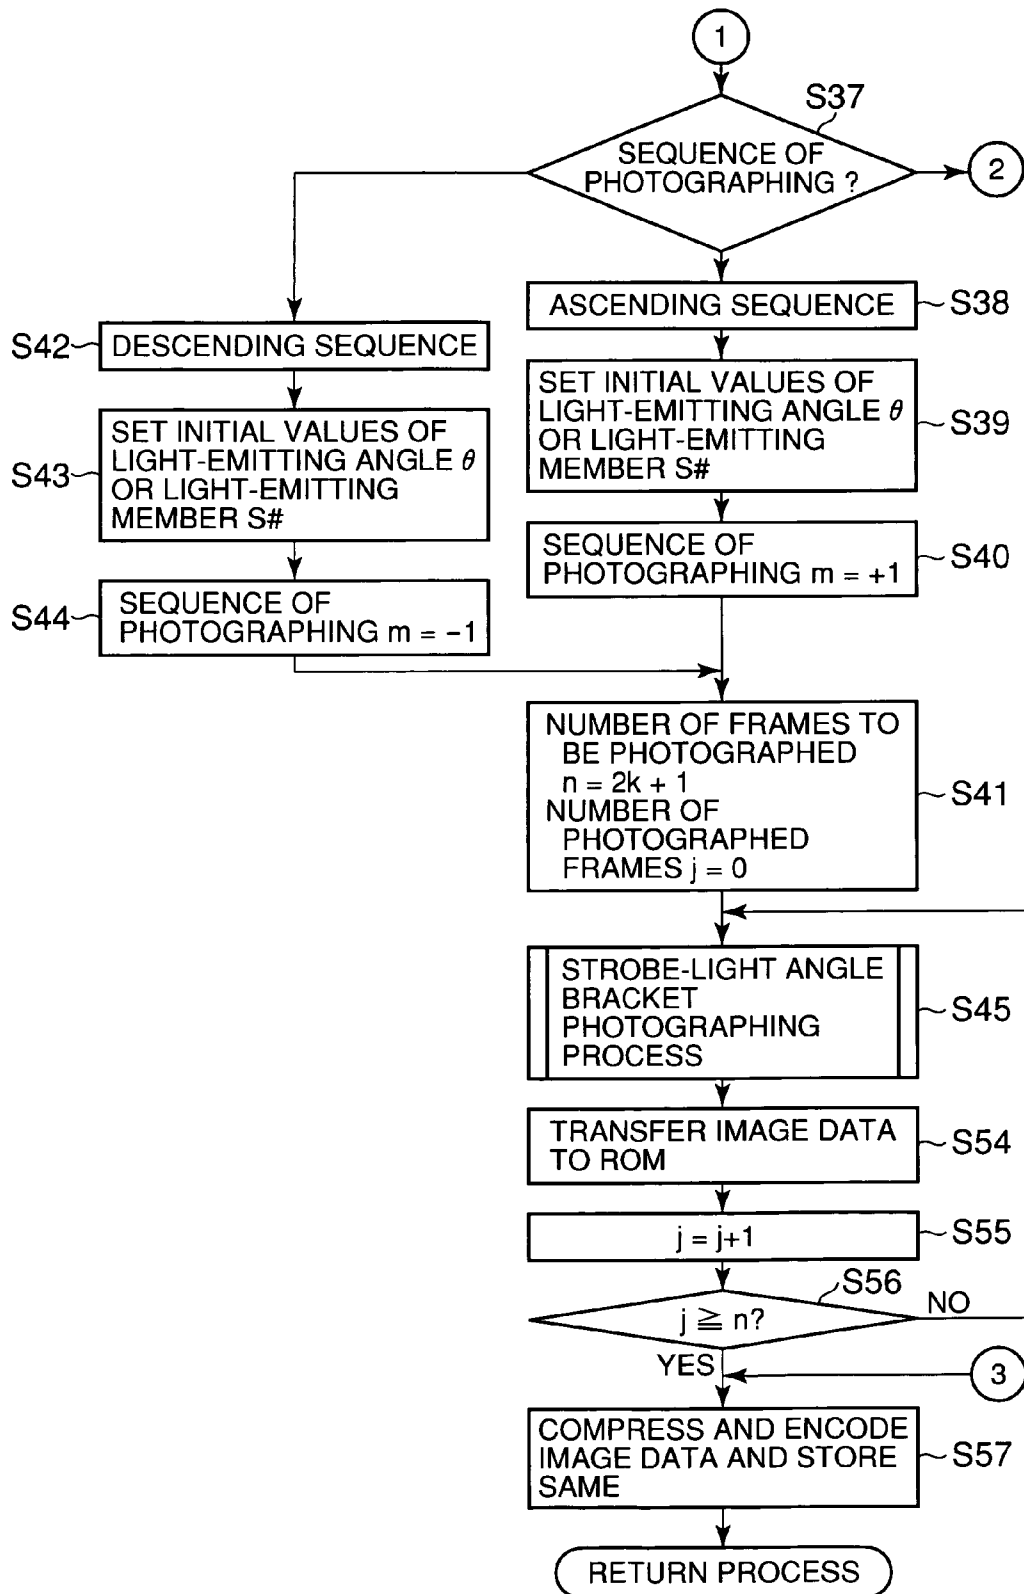 1
S37
SEQUENCE OF
PHOTOGRAPHING ?
2
ASCENDING SEQUENCE
S38
S42
DESCENDING SEQUENCE
SET INITIAL VALUES OF
LIGHT-EMITTING ANGLE θ
OR LIGHT-EMITTING
MEMBER S#
S39
S43
SET INITIAL VALUES OF
LIGHT-EMITTING ANGLE θ
OR LIGHT-EMITTING
MEMBER S#
SEQUENCE OF
PHOTOGRAPHING m = +1
S40
S44
SEQUENCE OF
PHOTOGRAPHING m = −1
NUMBER OF FRAMES TO
BE PHOTOGRAPHED
n = 2k + 1
NUMBER OF
PHOTOGRAPHED
FRAMES j = 0
S41
STROBE-LIGHT ANGLE
BRACKET
PHOTOGRAPHING
PROCESS
S45
TRANSFER IMAGE DATA
TO ROM
S54
j = j+1
S55
S56
j ≧ n?
NO
YES
3
COMPRESS AND ENCODE
IMAGE DATA AND STORE
SAME
S57
RETURN PROCESS